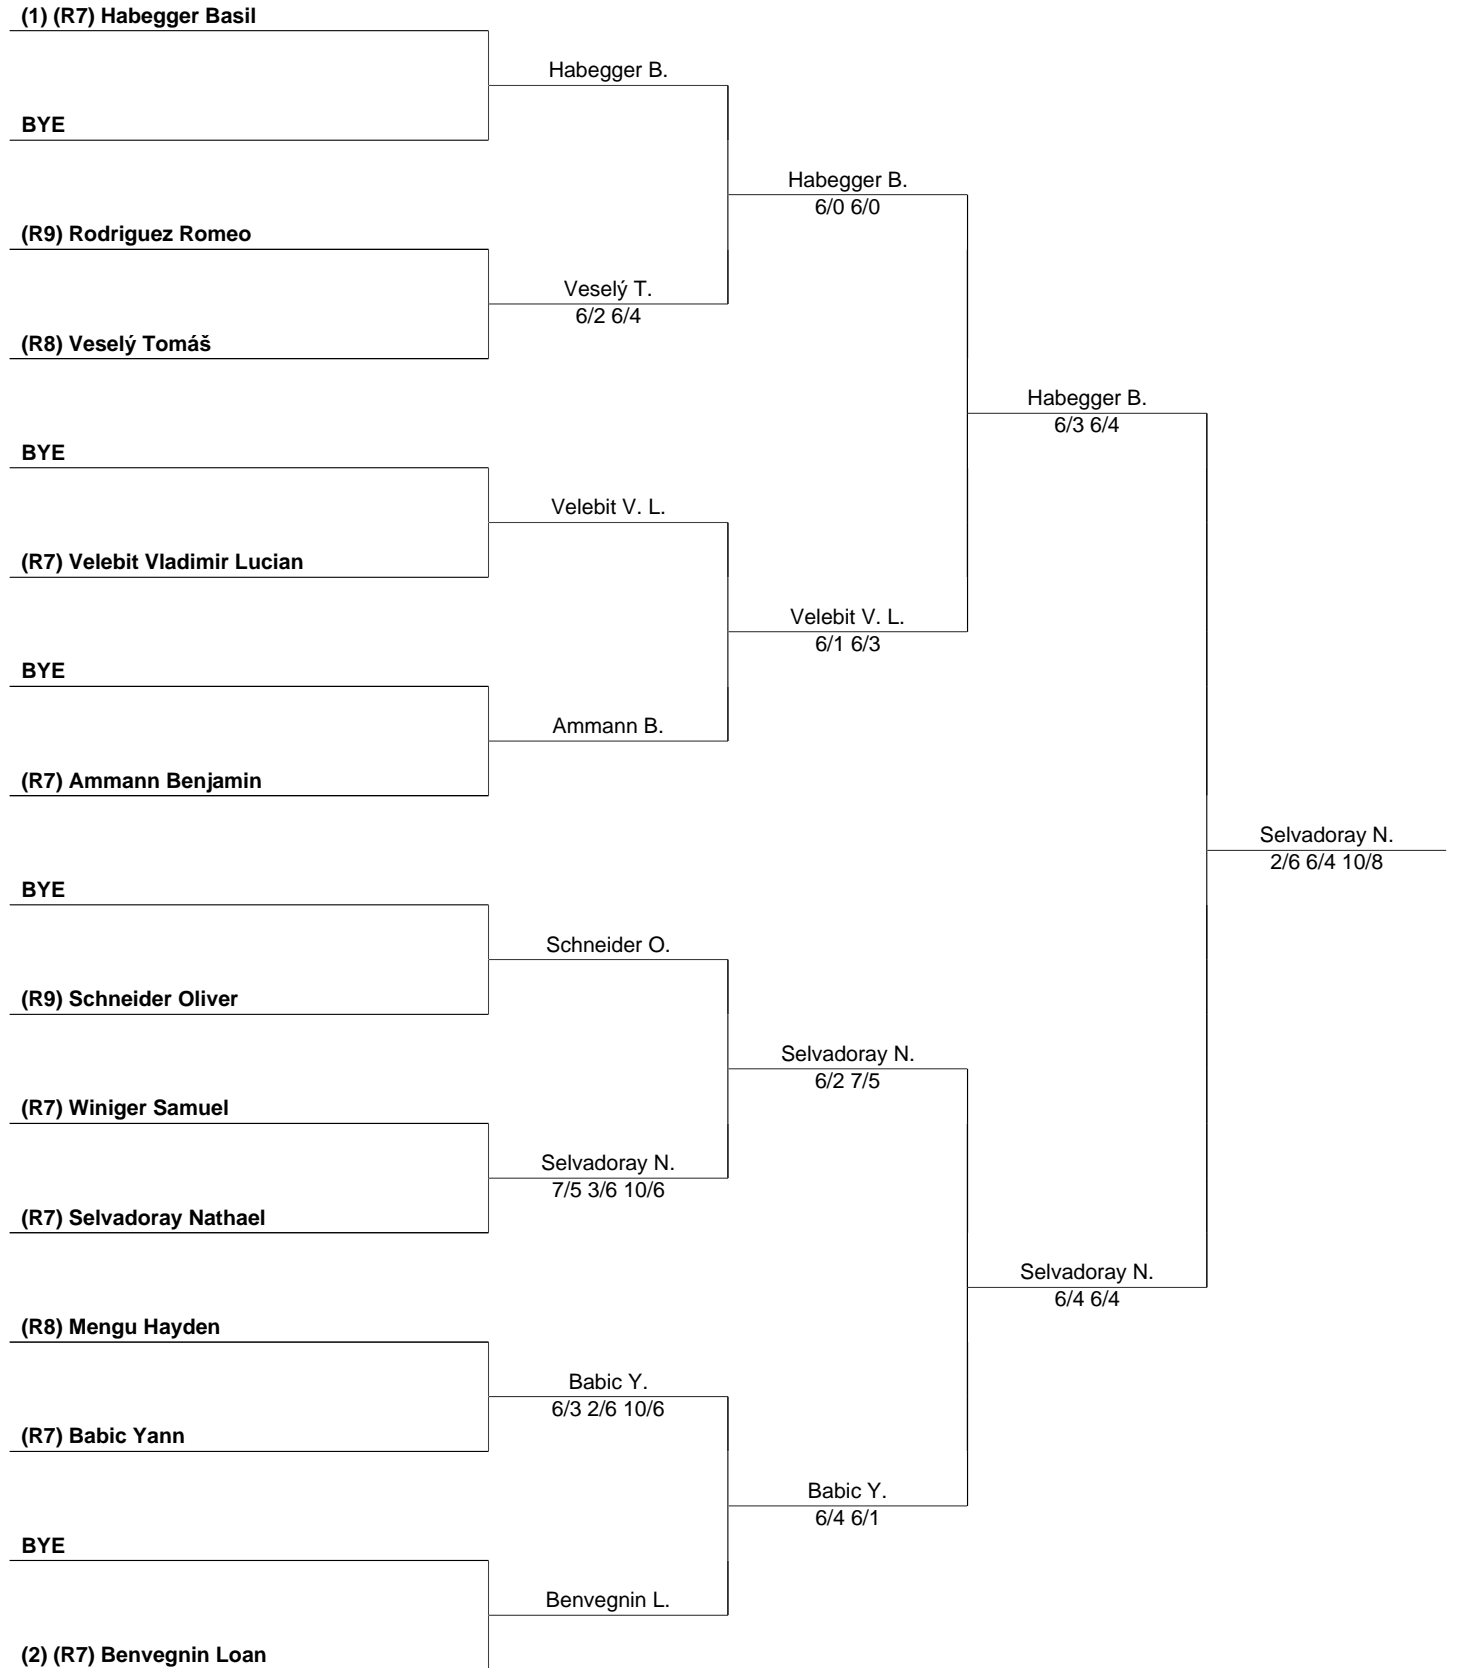 (1) (R7) Habegger Basil
Habegger B.
BYE
Habegger B.
6/0 6/0
(R9) Rodriguez Romeo
Veselý T.
6/2 6/4
(R8) Veselý Tomáš
Habegger B.
6/3 6/4
BYE
Velebit V. L.
(R7) Velebit Vladimir Lucian
Velebit V. L.
6/1 6/3
BYE
Ammann B.
(R7) Ammann Benjamin
Selvadoray N.
2/6 6/4 10/8
BYE
Schneider O.
(R9) Schneider Oliver
Selvadoray N.
6/2 7/5
(R7) Winiger Samuel
Selvadoray N.
7/5 3/6 10/6
(R7) Selvadoray Nathael
Selvadoray N.
6/4 6/4
(R8) Mengu Hayden
Babic Y.
6/3 2/6 10/6
(R7) Babic Yann
Babic Y.
6/4 6/1
BYE
Benvegnin L.
(2) (R7) Benvegnin Loan